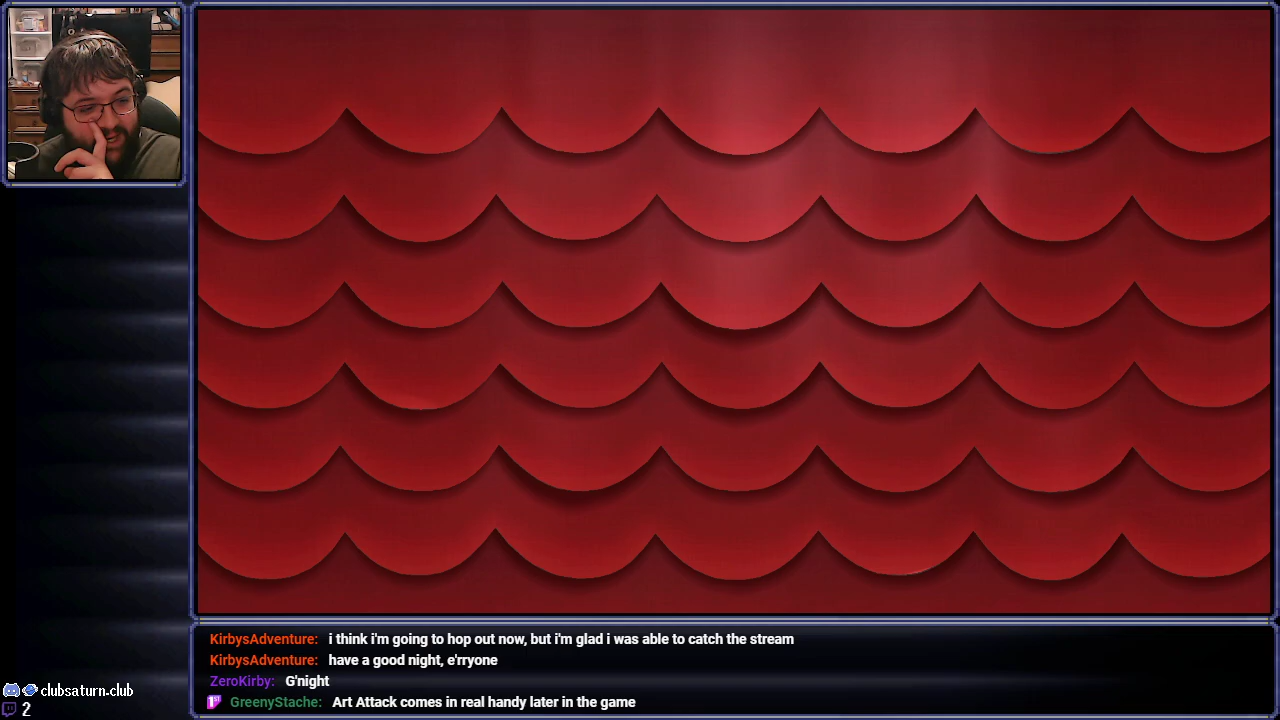 KirbysAdventure: i think i'm going to hop out now, but i'm glad i was able to catch the stream
KirbysAdventure: have a good night, e'rryone
ZeroKirby: G'night
1ST GreenyStache: Art Attack comes in real handy later in the game
clubsaturn.club
2